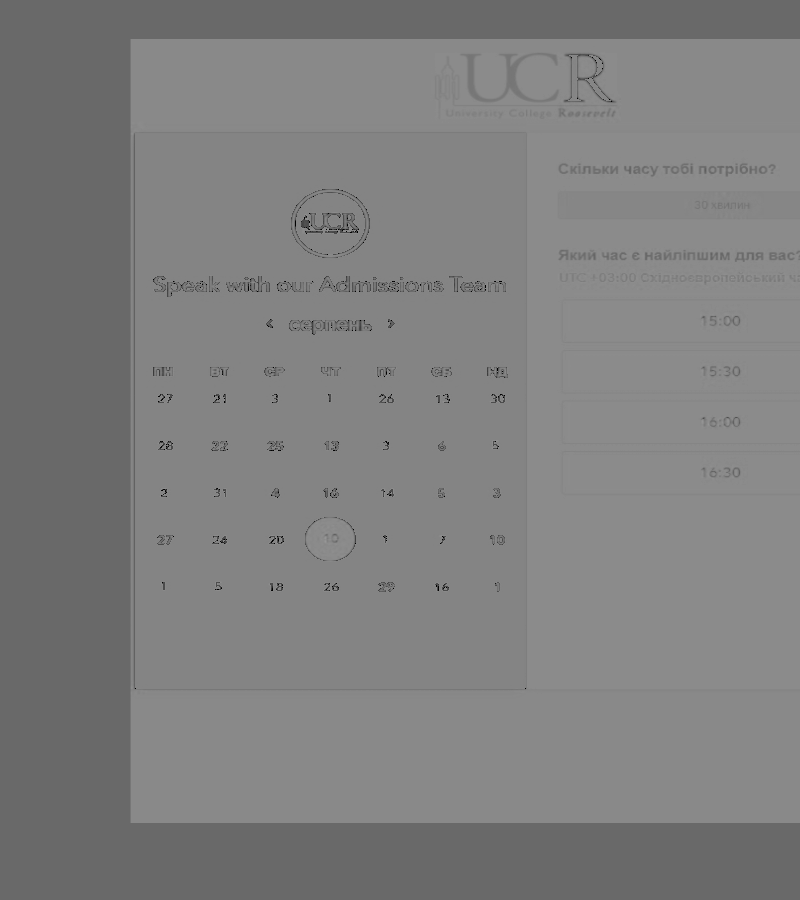 UCR
University College Roosevelt
UCR
Speak with our Admissions Team
серпень
ПН ВТ СР ЧТ ПТ СБ НД
27 21 3 1 26 13 30
28 22 25 13 3 6 5
2 31 4 16 14 5 3
27 24 20 10 1 7 10
1 5 18 26 29 16 1
Скільки часу тобі потрібно?
30 хвилин
Який час є найліпшим для вас?
UTC +03:00 Східноєвропейський
15:00
15:30
16:00
16:30